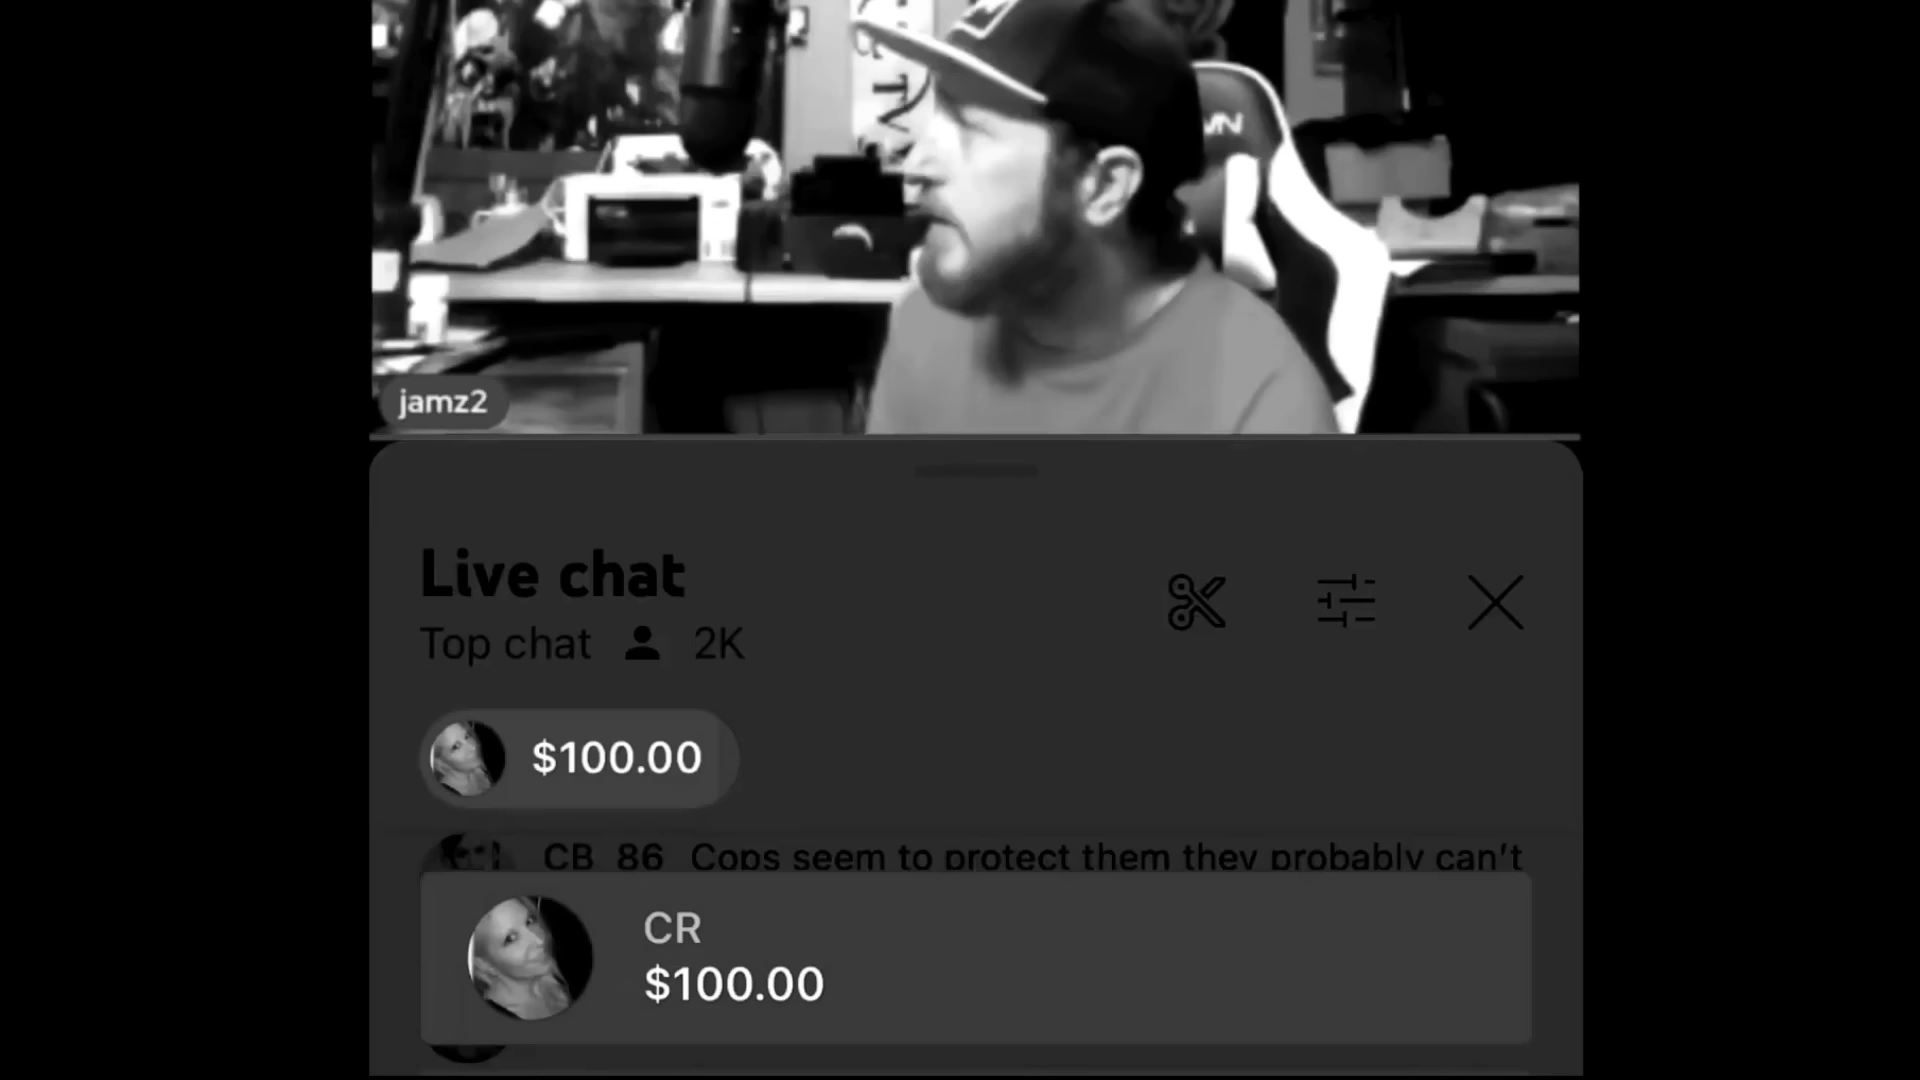 TV
jamz2
Live chat
Top chat 2K
$100.00
CB 86 Cops seem to protect them they probably can't
CR
$100.00